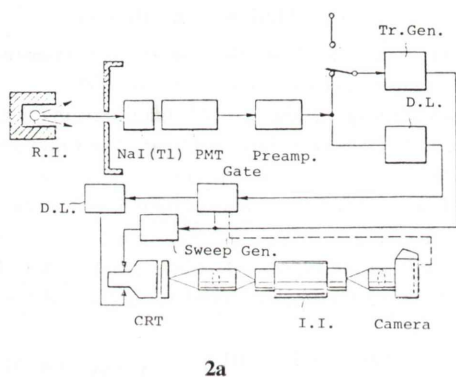 Tr.Gen.
D.L.
R.I.
NaI(Tl) PMT
Preamp.
Gate
D.L.
Sweep Gen.
CRT
I.I.
Camera
2a